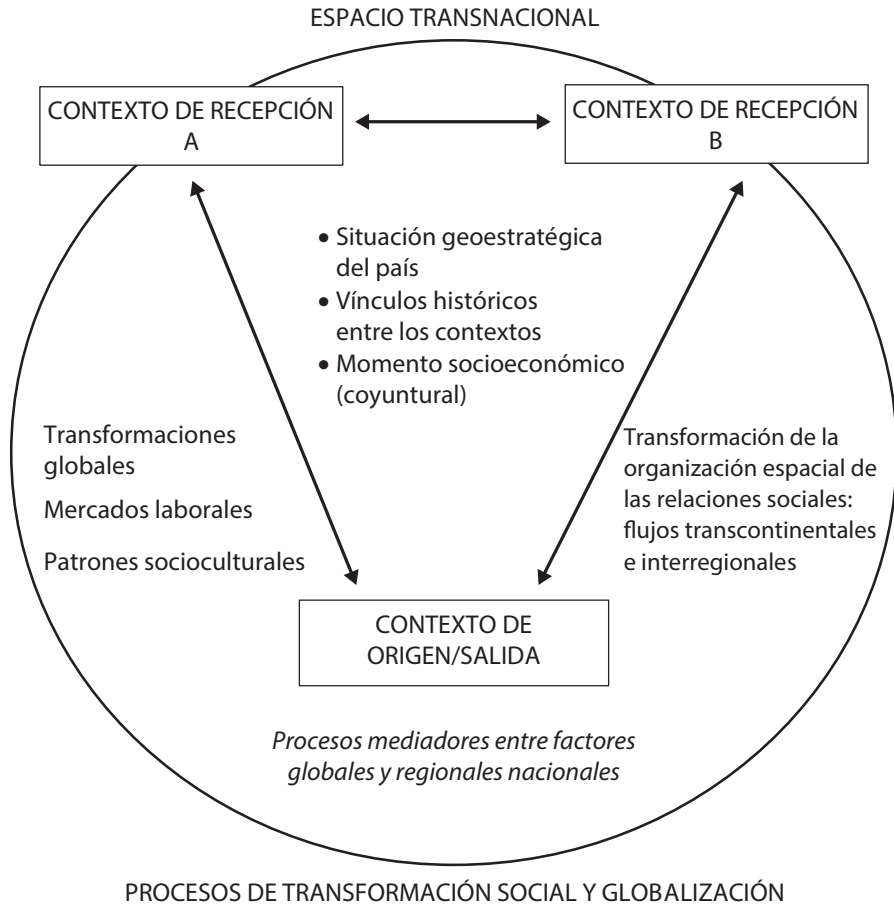 ESPACIO TRANSNACIONAL
CONTEXTO DE RECEPCIÓN
A
CONTEXTO DE RECEPCIÓN
B
• Situación geoestratégica
del país
• Vínculos históricos
entre los contextos
• Momento socioeconómico
(coyuntural)
Transformaciones
globales
Mercados laborales
Patrones socioculturales
Transformación de la
organización espacial de
las relaciones sociales:
flujos transcontinentales
e interregionales
CONTEXTO DE
ORIGEN/SALIDA
Procesos mediadores entre factores
globales y regionales nacionales
PROCESOS DE TRANSFORMACIÓN SOCIAL Y GLOBALIZACIÓN